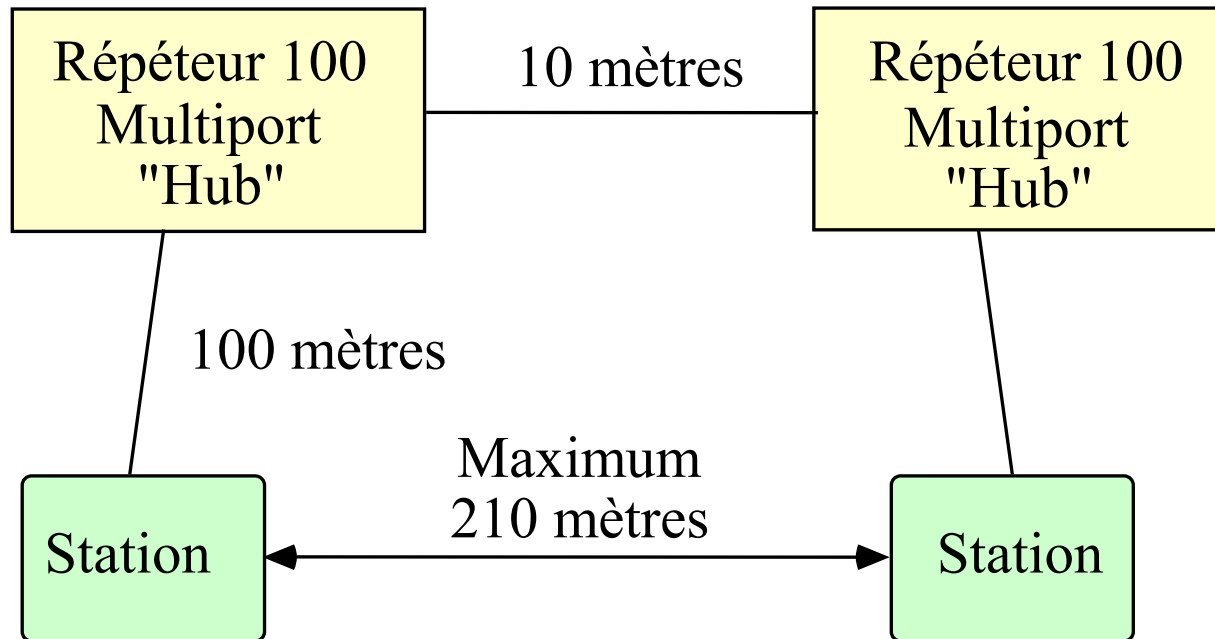 Répéteur 100
Multiport
"Hub"
10 mètres
Répéteur 100
Multiport
"Hub"
100 mètres
Maximum
210 mètres
Station
Station